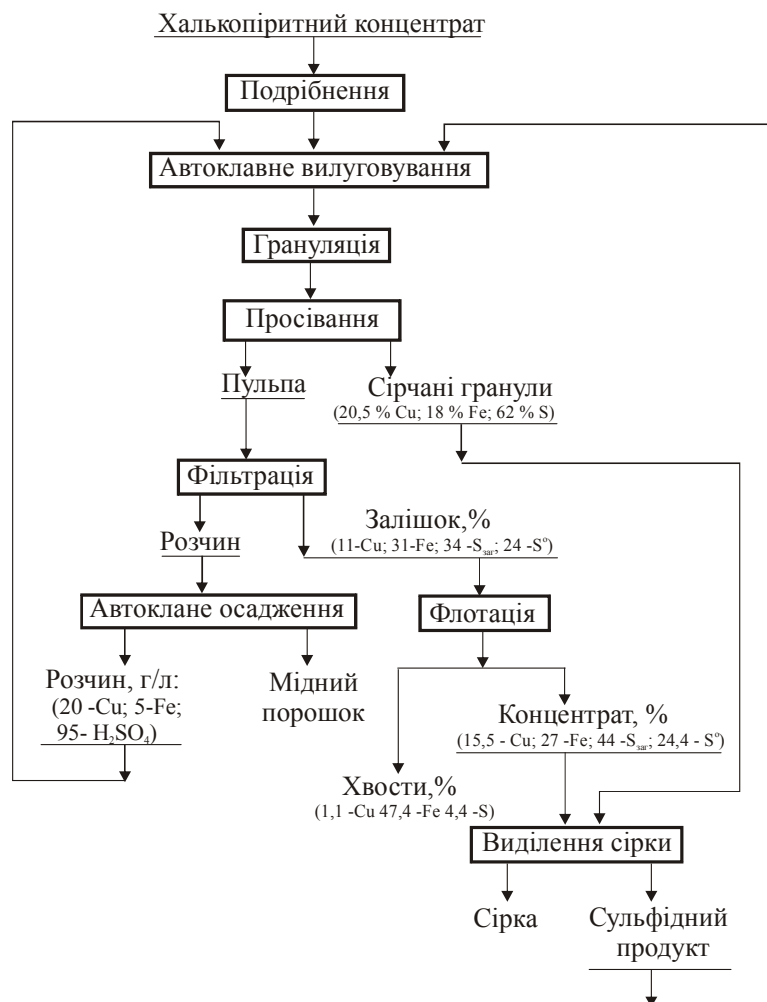 Халькопіритний концентрат
Подрібнення
Автоклавне вилуговування
Грануляція
Просівання
Пульпа
Сірчані гранули
(20,5 % Cu; 18 % Fe; 62 % S)
Фільтрація
Розчин
Залішок,%
(11-Cu; 31-Fe; 34 -Sзаг; 24 -S°)
Автоклане осадження
Флотація
Розчин, г/л:
(20 -Cu; 5-Fe;
95- H₂SO₄)
Мідний
порошок
Концентрат, %
(15,5 - Cu; 27 -Fe; 44 -Sзаг; 24,4 - S°)
Хвости,%
(1,1 -Cu 47,4 -Fe 4,4 -S)
Виділення сірки
Сірка
Сульфідний
продукт